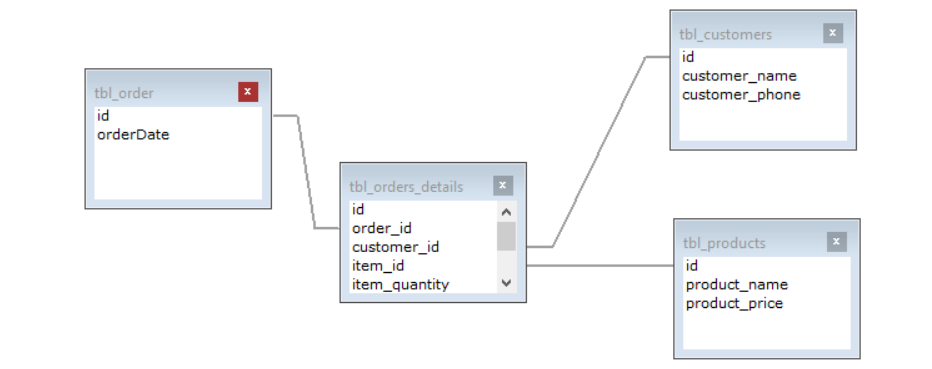 tbl_customers x
id
customer_name
customer_phone
tbl_order x
id
orderDate
tbl_orders_details x
id
order_id
customer_id
item_id
item_quantity
tbl_products x
id
product_name
product_price